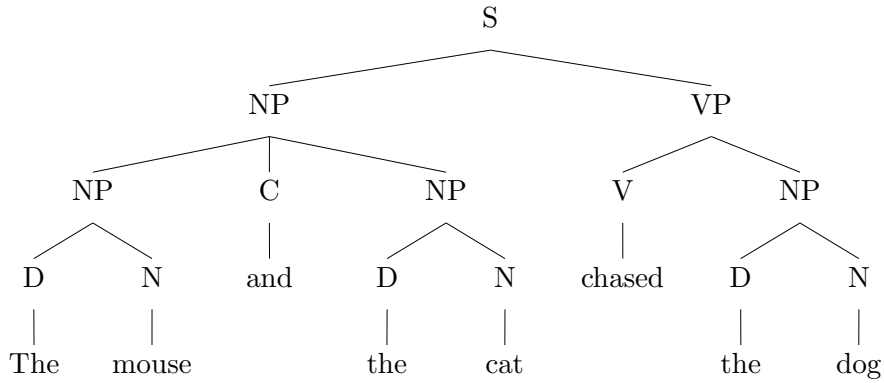 S
NP VP
NP C NP V NP
D N and D N chased D N
The mouse the cat the dog